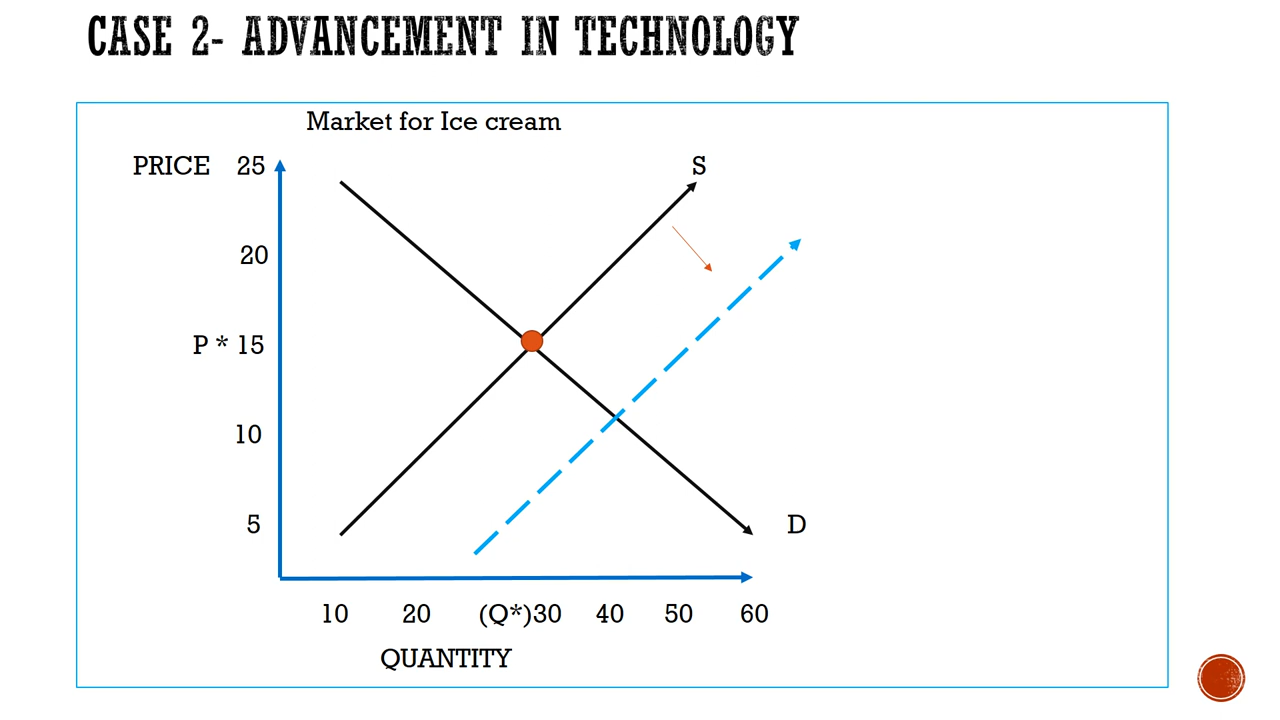 CASE 2- ADVANCEMENT IN TECHNOLOGY
Market for Ice cream
PRICE 25
S
20
P * 15
10
5
D
10 20 (Q*)30 40 50 60
QUANTITY